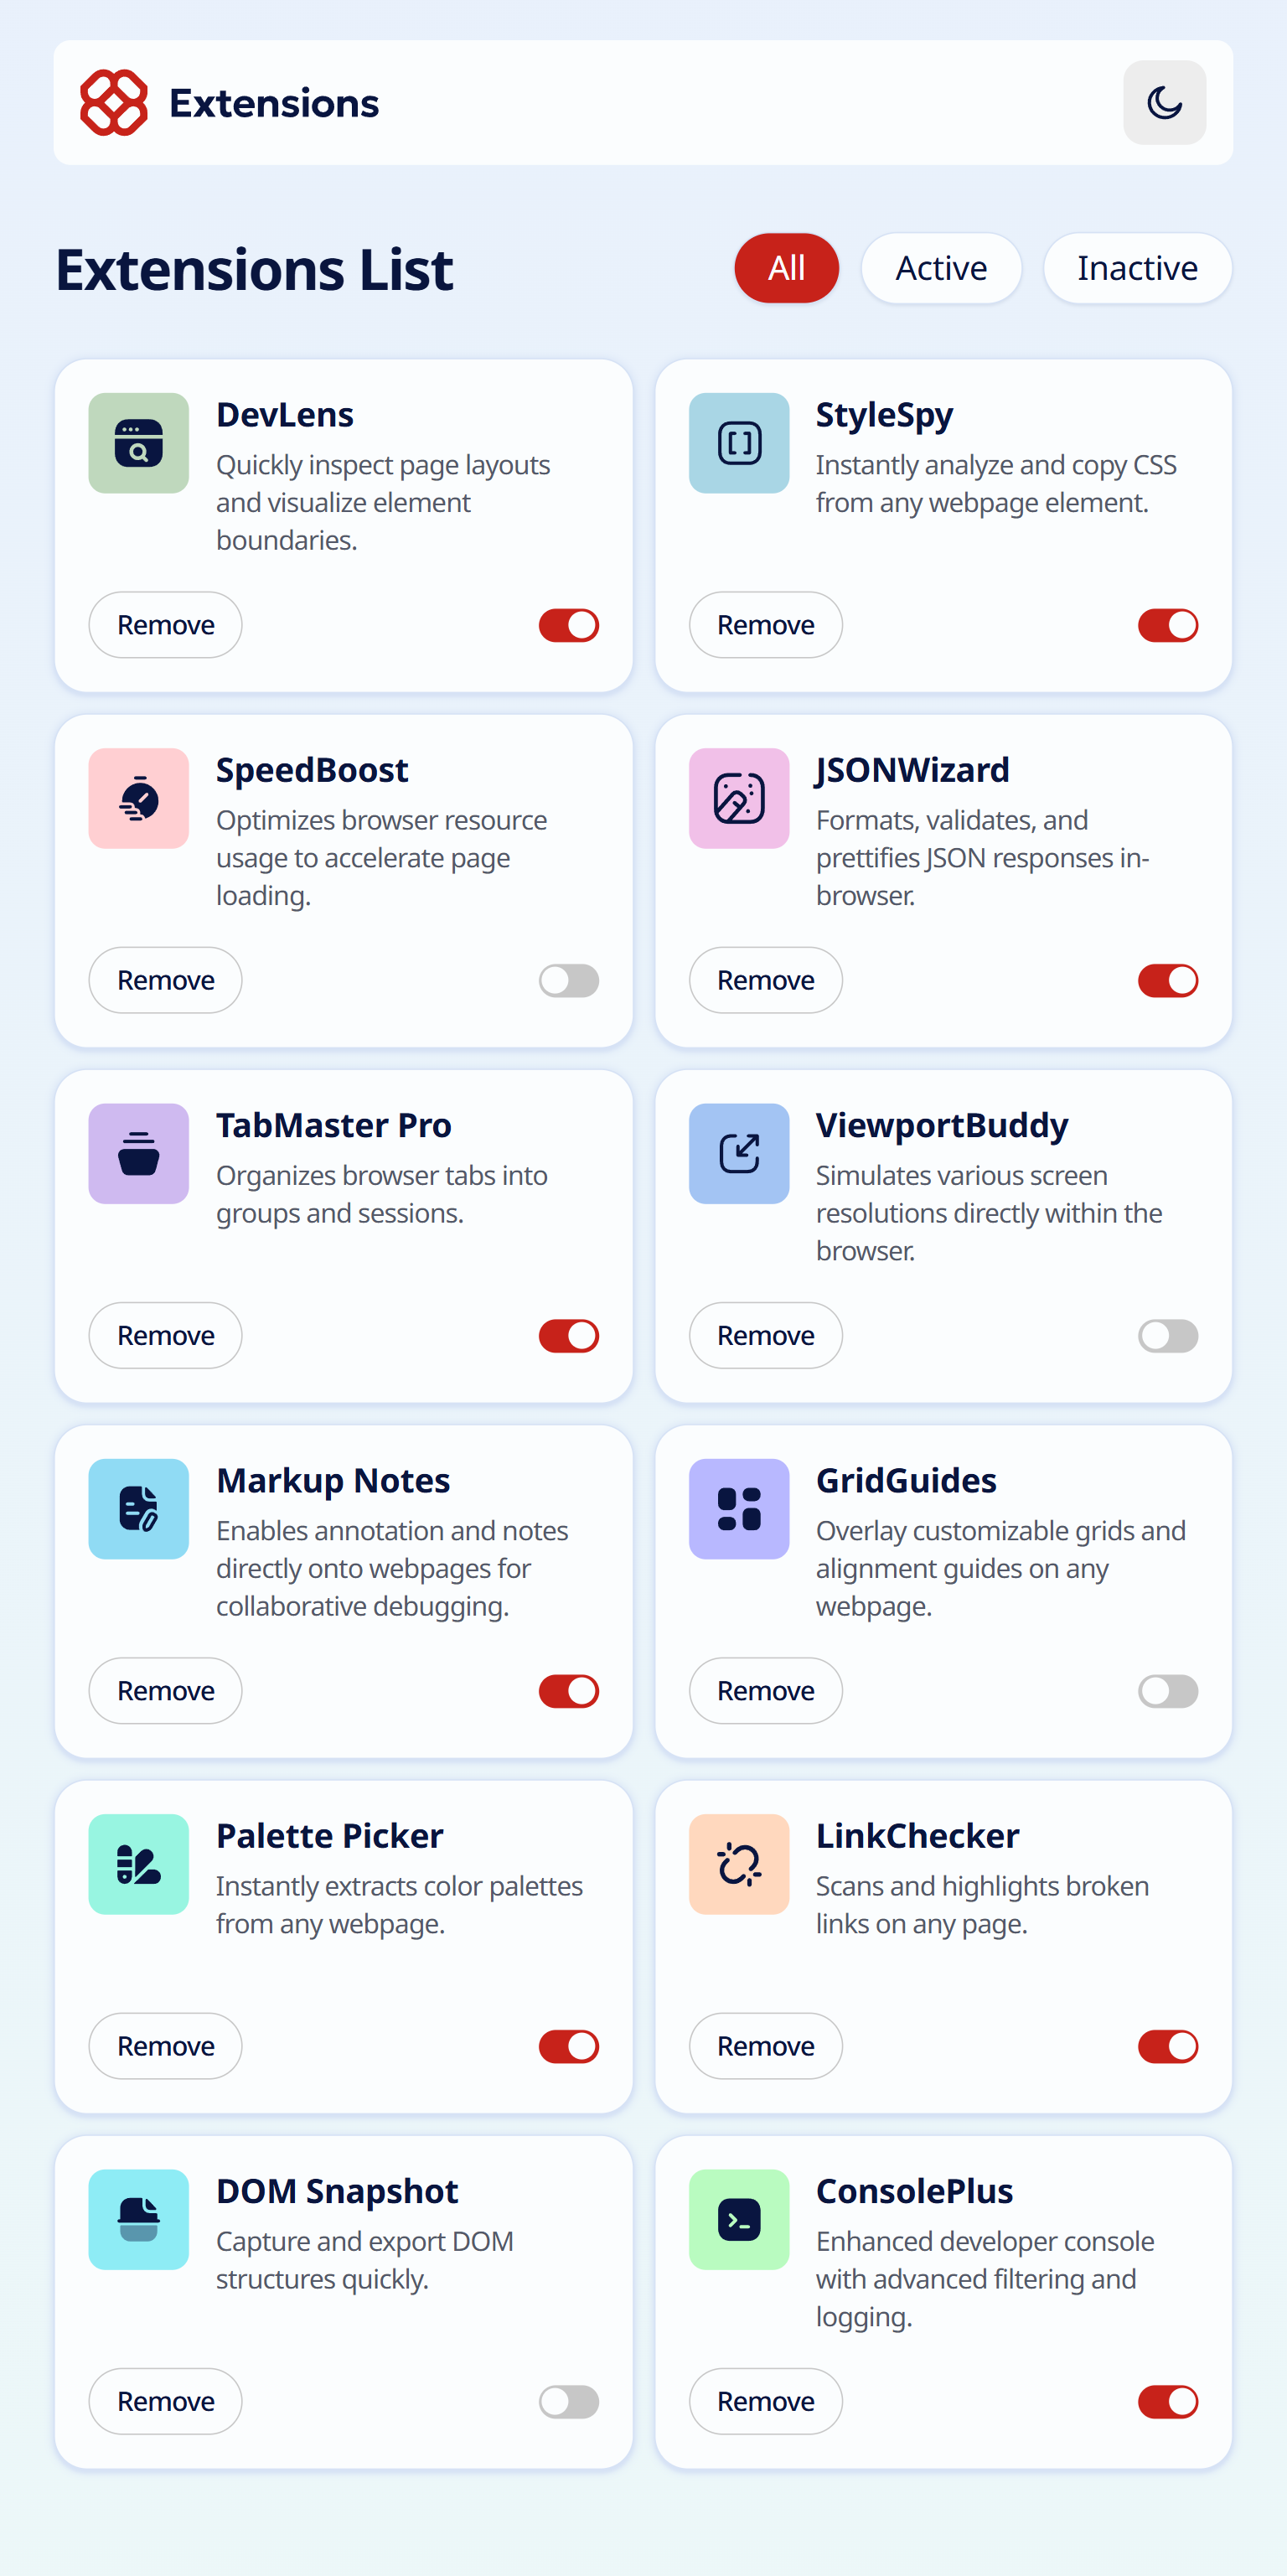 Extensions
Extensions List
All
Active
Inactive
DevLens
Quickly inspect page layouts
and visualize element
boundaries.
Remove
StyleSpy
Instantly analyze and copy CSS
from any webpage element.
Remove
SpeedBoost
Optimizes browser resource
usage to accelerate page
loading.
Remove
JSONWizard
Formats, validates, and
prettifies JSON responses in-
browser.
Remove
TabMaster Pro
Organizes browser tabs into
groups and sessions.
Remove
ViewportBuddy
Simulates various screen
resolutions directly within the
browser.
Remove
Markup Notes
Enables annotation and notes
directly onto webpages for
collaborative debugging.
Remove
GridGuides
Overlay customizable grids and
alignment guides on any
webpage.
Remove
Palette Picker
Instantly extracts color palettes
from any webpage.
Remove
LinkChecker
Scans and highlights broken
links on any page.
Remove
DOM Snapshot
Capture and export DOM
structures quickly.
Remove
ConsolePlus
Enhanced developer console
with advanced filtering and
logging.
Remove